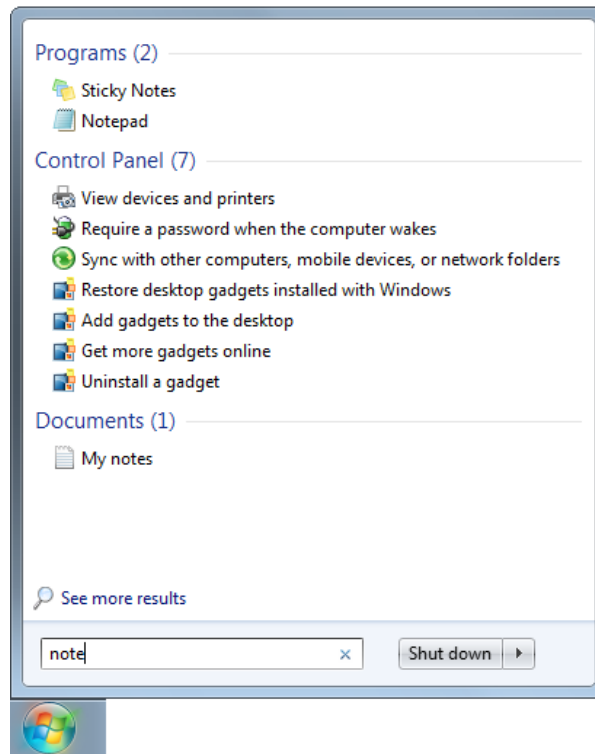 Programs (2)
Sticky Notes
Notepad
Control Panel (7)
View devices and printers
Require a password when the computer wakes
Sync with other computers, mobile devices, or network folders
Restore desktop gadgets installed with Windows
Add gadgets to the desktop
Get more gadgets online
Uninstall a gadget
Documents (1)
My notes
See more results
note
Shut down